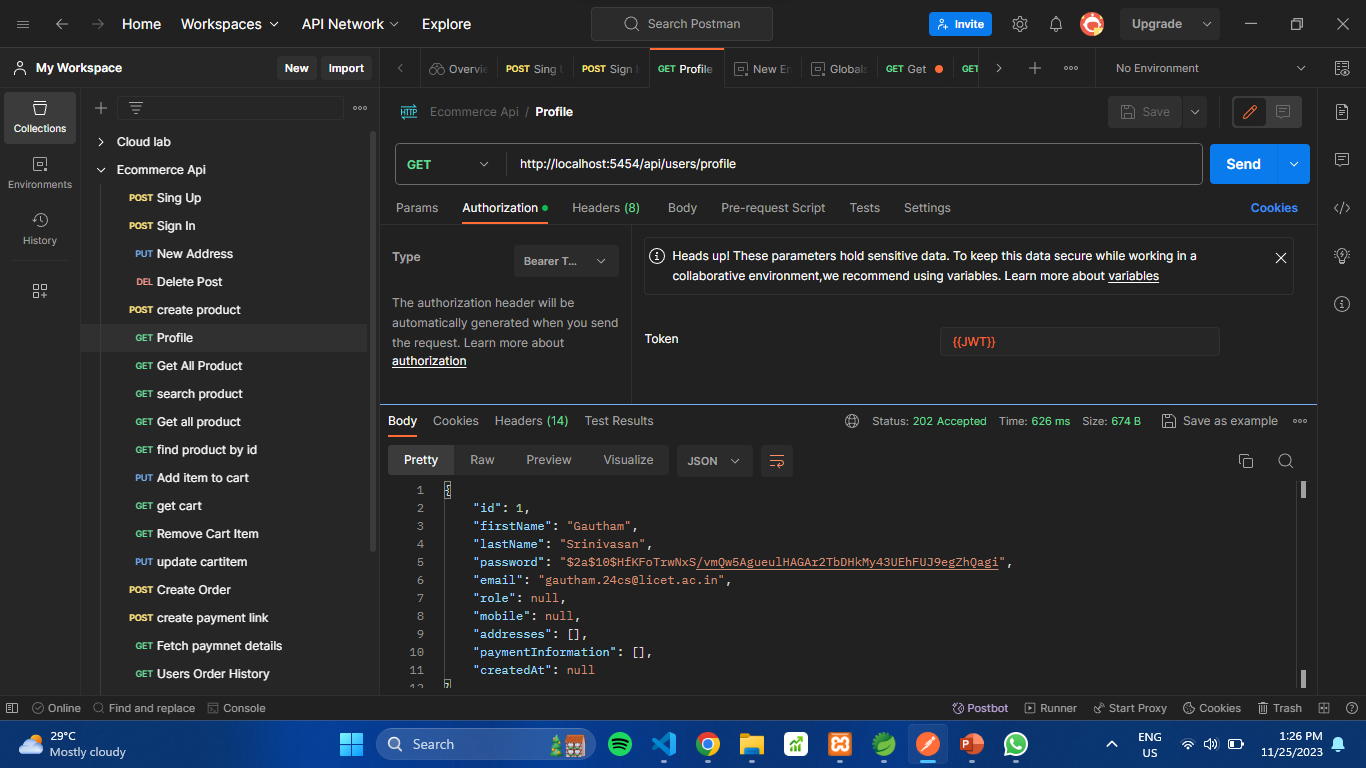 Home Workspaces API Network Explore Search Postman Invite Upgrade
My Workspace New Import Overvie POST Sing U POST Sign I GET Profile New En Globals GET Get GET No Environment
Collections
Environments
History
Cloud lab
Ecommerce Api
POST Sing Up
POST Sign In
PUT New Address
DEL Delete Post
POST create product
GET Profile
GET Get All Product
GET search product
GET Get all product
GET find product by id
PUT Add item to cart
GET get cart
GET Remove Cart Item
PUT update cartitem
POST Create Order
POST create payment link
GET Fetch paymnet details
GET Users Order History
HTTP Ecommerce Api / Profile Save
GET http://localhost:5454/api/users/profile Send
Params Authorization Headers (8) Body Pre-request Script Tests Settings Cookies
Type Bearer T...
The authorization header will be
automatically generated when you send
the request. Learn more about
authorization
Heads up! These parameters hold sensitive data. To keep this data secure while working in a
collaborative environment,we recommend using variables. Learn more about variables
Token {{JWT}}
Body Cookies Headers (14) Test Results Status: 202 Accepted Time: 626 ms Size: 674 B Save as example
Pretty Raw Preview Visualize JSON
1 {
2 "id": 1,
3 "firstName": "Gautham",
4 "lastName": "Srinivasan",
5 "password": "$2a$10$HfKFoTrwNxS/vmQw5AgueulHAGAr2TbDHkMy43UEhFUJ9egZhQagi",
6 "email": "gautham.24cs@licet.ac.in",
7 "role": null,
8 "mobile": null,
9 "addresses": [],
10 "paymentInformation": [],
11 "createdAt": null
12 }
Online Find and replace Console Postbot Runner Start Proxy Cookies Trash
29°C
Mostly cloudy
Search
ENG
US
1:26 PM
11/25/2023